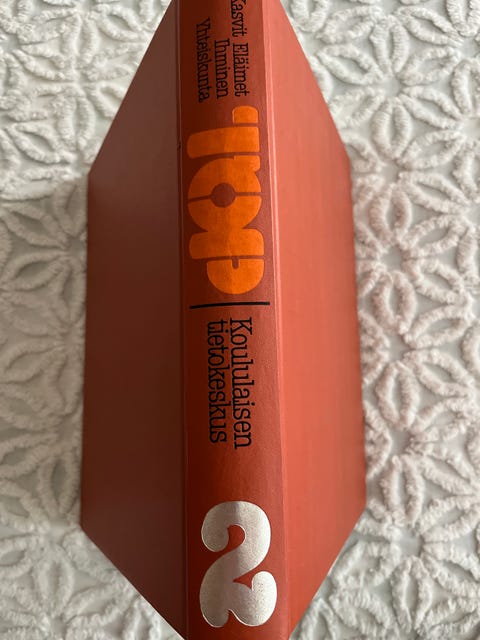 Kasvit Eläimet
Ihminen
Yhteiskunta
TOP
Koululaisen
tietokeskus
2